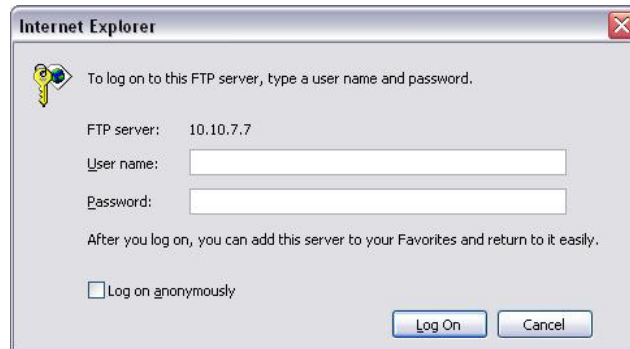 Internet Explorer
To log on to this FTP server, type a user name and password.
FTP server: 10.10.7.7
User name:
Password:
After you log on, you can add this server to your Favorites and return to it easily.
Log on anonymously
Log On Cancel